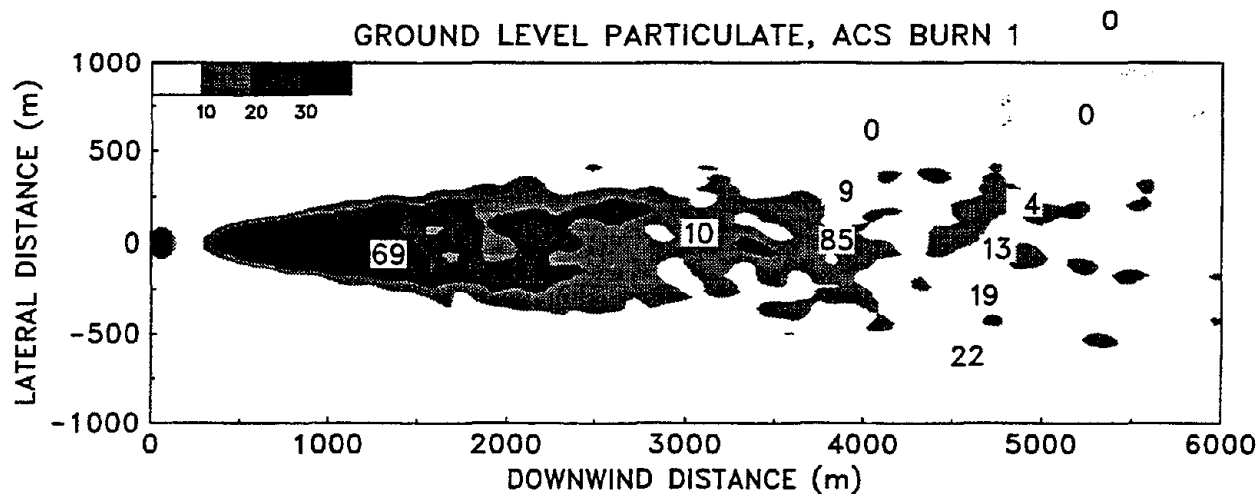 0
GROUND LEVEL PARTICULATE, ACS BURN 1
1000
10 20 30
0 0
500
9
4
0 69 10 85 13
19
-500
22
-1000
0 1000 2000 3000 4000 5000 6000
DOWNWIND DISTANCE (m)
LATERAL DISTANCE (m)